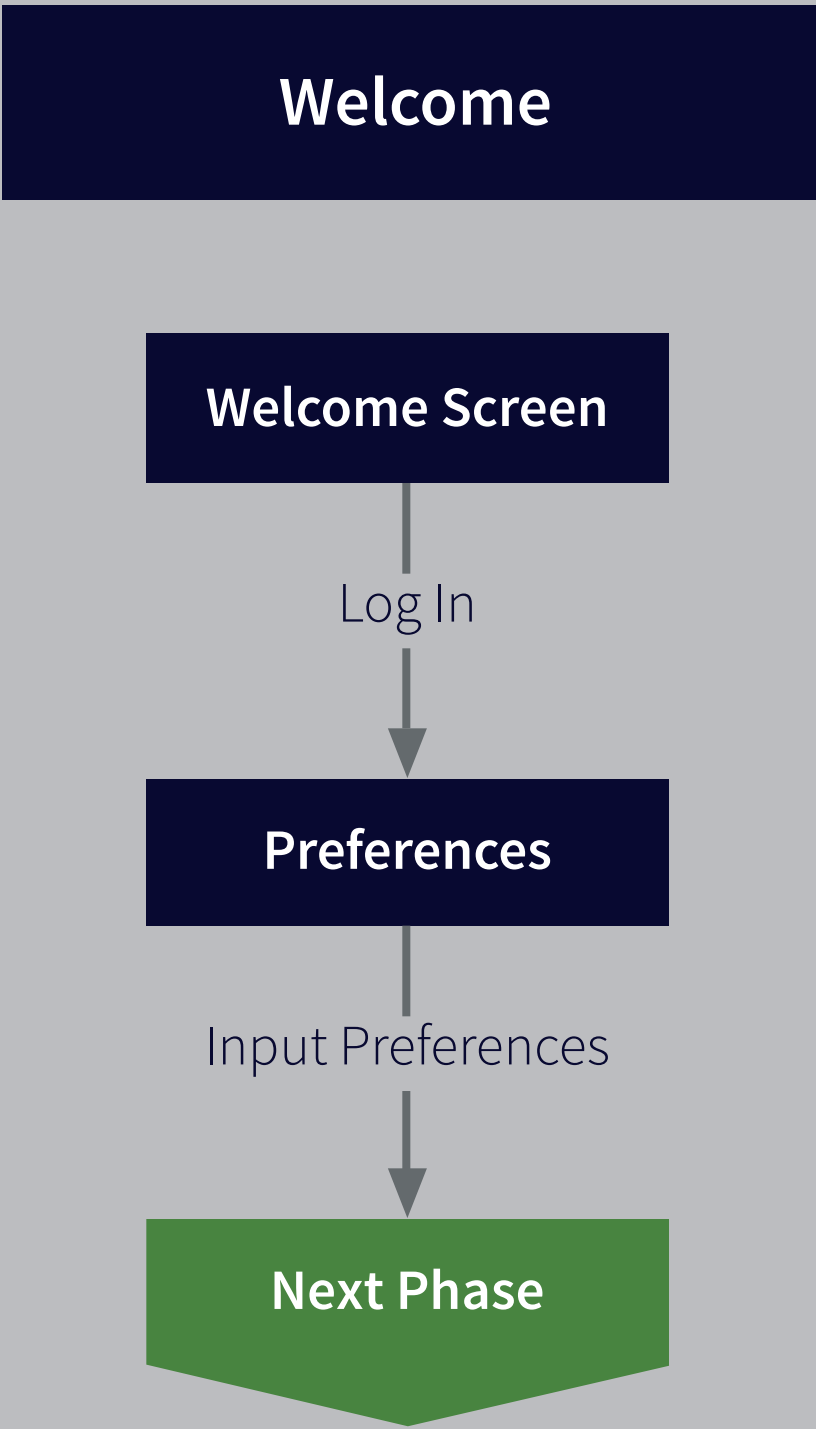 Welcome
Welcome Screen
Log In
Preferences
Input Preferences
Next Phase